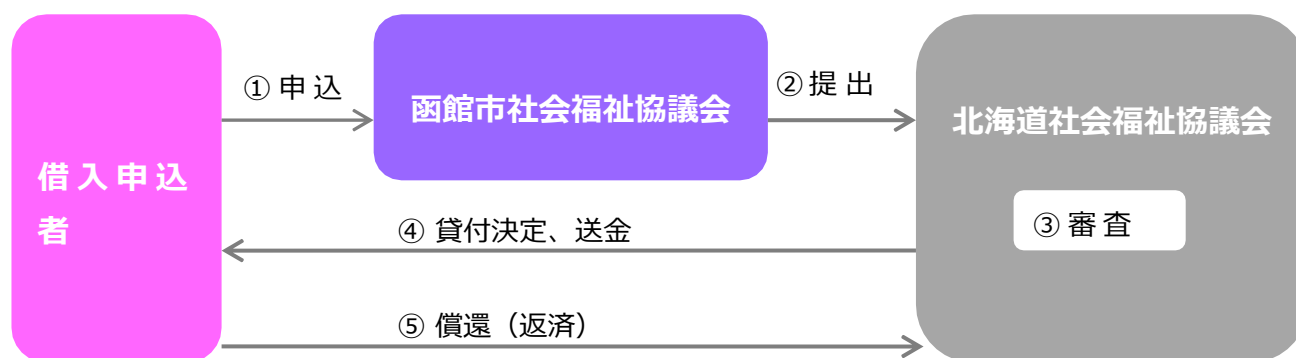 ① 申 込
函館市社会福祉協議会
② 提 出
北海道社会福祉協議会
借 入 申 込
者
③ 審 査
④ 貸付決定、送金
⑤ 償還（返済）